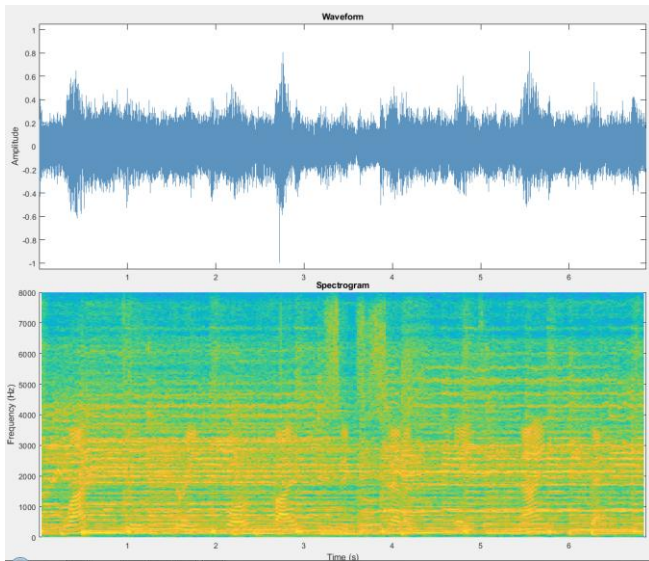 Waveform
1
0.8
0.6
0.4
0.2
0
-0.2
-0.4
-0.6
-0.8
-1
Amplitude
1 2 3 4 5 6
Spectrogram
8000
7000
6000
5000
4000
3000
2000
1000
0
Frequency (Hz)
1 2 3 4 5 6
Time (s)